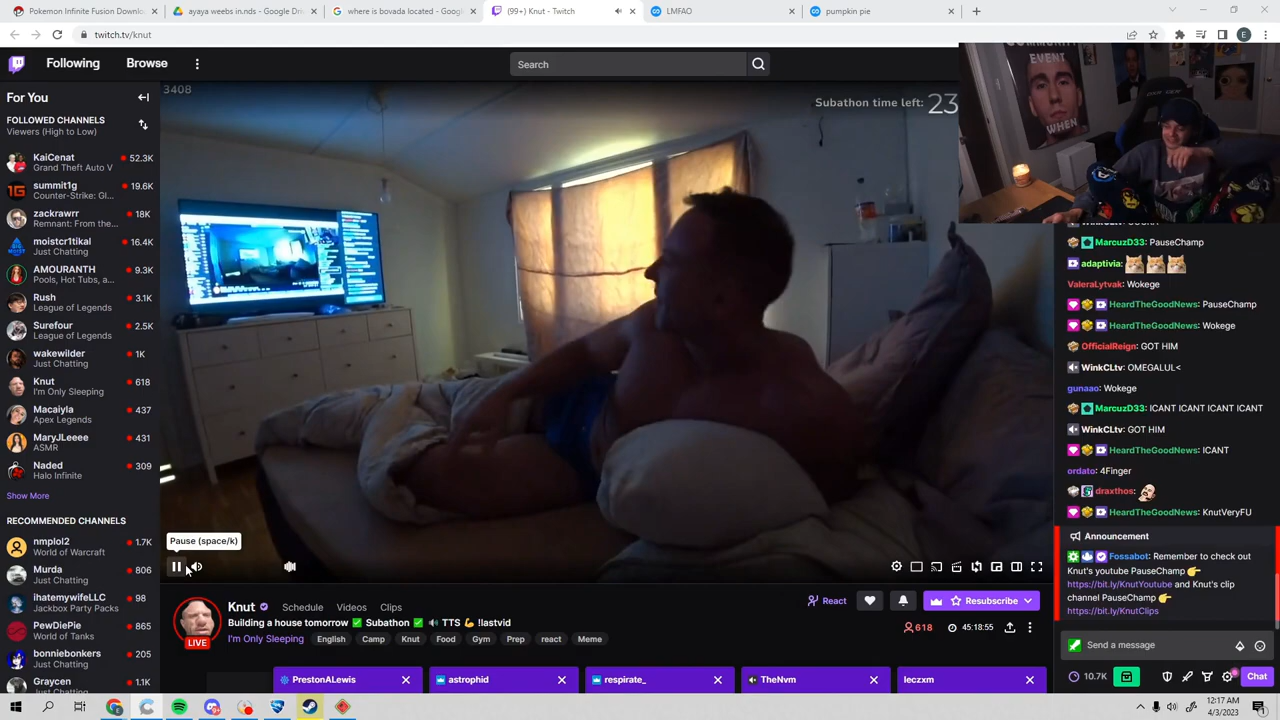 Pokemon Infinite Fusion Downlo
ayaya weebs in.nds - Google Driv
where is bovada located - Googl
(99+) Knut - Twitch
LMFAO
pumpkin pie
twitch.tv/knut
E
Following
Browse
Search
For You
FOLLOWED CHANNELS
Viewers (High to Low)
KaiCenat
52.3K
Grand Theft Auto V
summit1g
19.6K
Counter-Strike: Gl...
zackrawrr
18K
Remnant: From the...
moistcr1tikal
16.4K
Just Chatting
AMOURANTH
9.3K
Pools, Hot Tubs, a...
Rush
3.1K
League of Legends
Surefour
2.5K
League of Legends
wakewilder
1K
Just Chatting
Knut
618
I'm Only Sleeping
Macaiyla
437
Apex Legends
MaryJLeeee
431
ASMR
Naded
309
Halo Infinite
Show More
RECOMMENDED CHANNELS
nmplol2
1.7K
World of Warcraft
Murda
806
Just Chatting
ihatemywifeLLC
98
Jackbox Party Packs
PewDiePie
865
World of Tanks
bonniebonkers
205
Just Chatting
Graycen
1.1K
3408
Subathon time left: 23
COMMUNITY
EVENT
WHEN
Pause (space/k)
LIVE
Knut
Schedule
Videos
Clips
React
Resubscribe
Building a house tomorrow ✅ Subathon ✅ 🔊 TTS 💪 !lastvid
I'm Only Sleeping
English
Camp
Knut
Food
Gym
Prep
react
Meme
618
45:18:55
PrestonALewis
astrophid
respirate_
TheNvm
leczxm
MarcuzD33: PauseChamp
adaptivia:
ValeraLytvak: Wokege
HeardTheGoodNews: PauseChamp
HeardTheGoodNews: Wokege
OfficialReign: GOT HIM
WinkCLtv: OMEGALUL<
gunaao: Wokege
MarcuzD33: ICANT ICANT ICANT ICANT
WinkCLtv: GOT HIM
HeardTheGoodNews: ICANT
ordato: 4Finger
draxthos:
HeardTheGoodNews: KnutVeryFU
Announcement
Fossabot: Remember to check out
Knut's youtube PauseChamp 👉
https://bit.ly/KnutYoutube and Knut's clip
channel PauseChamp 👉
https://bit.ly/KnutClips
Send a message
10.7K
Chat
12:17 AM
4/3/2023